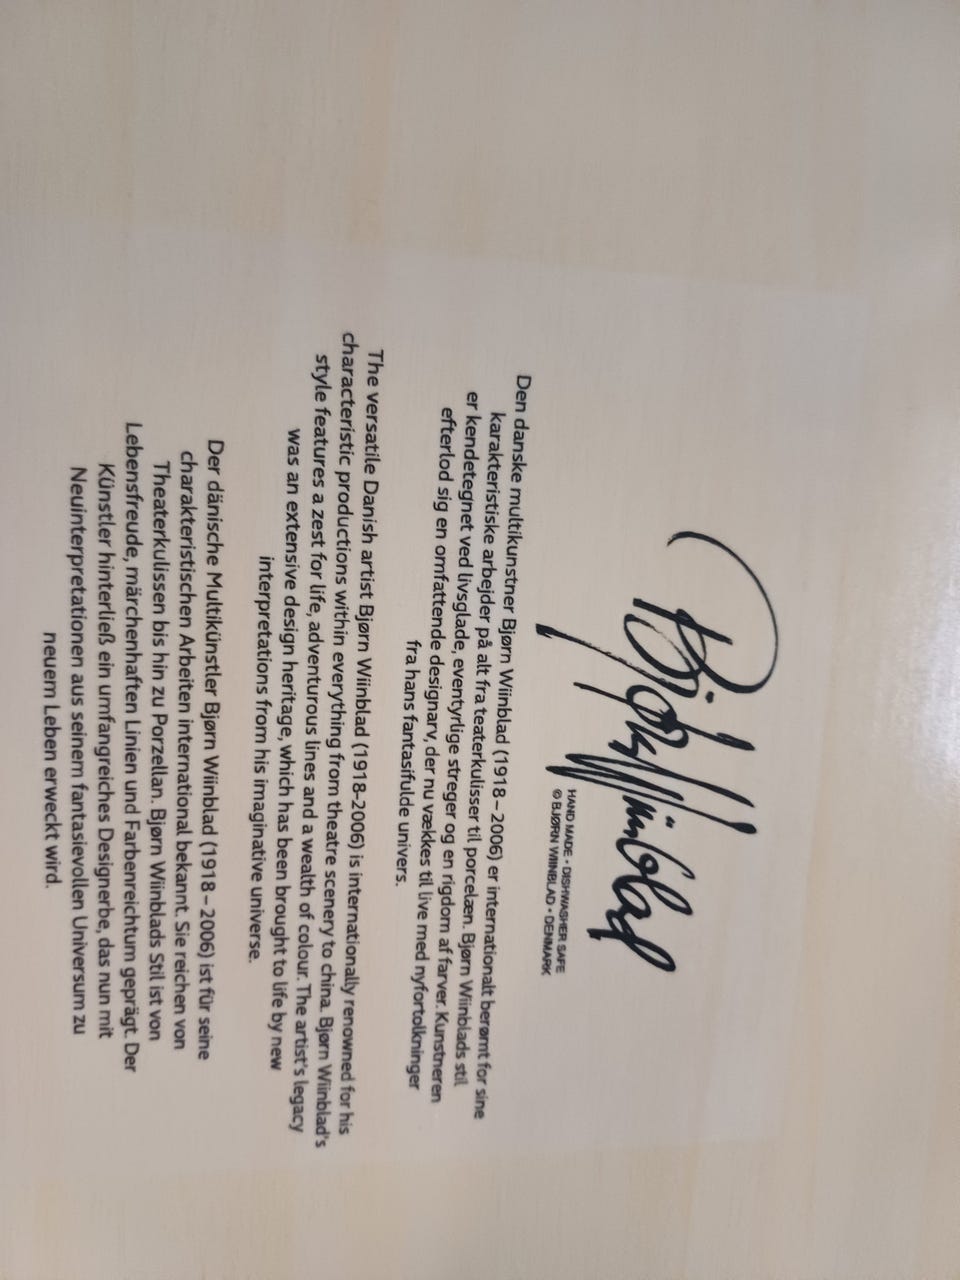 Bjørn Wiinblad
HAND MADE • DISHWASHER SAFE
© BJØRN WIINBLAD • DENMARK
Den danske multikunstner Bjørn Wiinblad (1918 – 2006) er internationalt berømt for sine
karakteristiske arbejder på alt fra teaterkulisser til porcelæn. Bjørn Wiinblads stil
er kendetegnet ved livsglade, eventyrlige streger og en rigdom af farver. Kunstneren
efterlod sig en omfattende designarv, der nu vækkes til live med nyfortolkninger
fra hans fantasifulde univers.
The versatile Danish artist Bjørn Wiinblad (1918-2006) is internationally renowned for his
characteristic productions within everything from theatre scenery to china. Bjørn Wiinblad's
style features a zest for life, adventurous lines and a wealth of colour. The artist's legacy
was an extensive design heritage, which has been brought to life by new
interpretations from his imaginative universe.
Der dänische Multikünstler Bjørn Wiinblad (1918 – 2006) ist für seine
charakteristischen Arbeiten international bekannt. Sie reichen von
Theaterkulissen bis hin zu Porzellan. Bjørn Wiinblads Stil ist von
Lebensfreude, märchenhaften Linien und Farbenreichtum geprägt. Der
Künstler hinterließ ein umfangreiches Designerbe, das nun mit
Neuinterpretationen aus seinem fantasievollen Universum zu
neuem Leben erweckt wird.